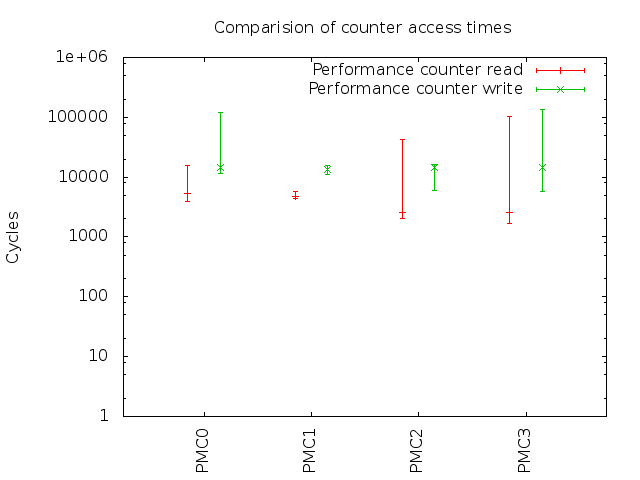 Comparision of counter access times
1e+06
Performance counter read
Performance counter write
100000
10000
1000
100
10
1
Cycles
PMC0
PMC1
PMC2
PMC3